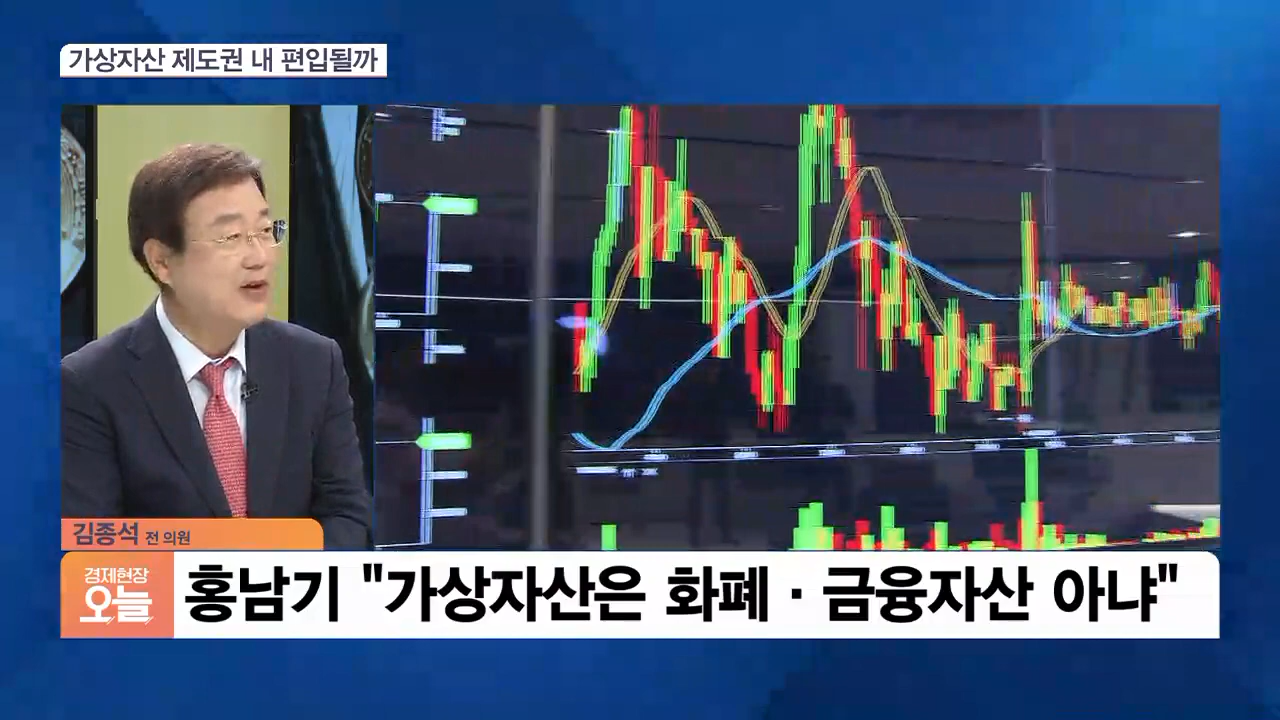 가상자산 제도권 내 편입될까
김종석 전 의원
경제현장
오늘
홍남기 "가상자산은 화폐·금융자산 아냐"